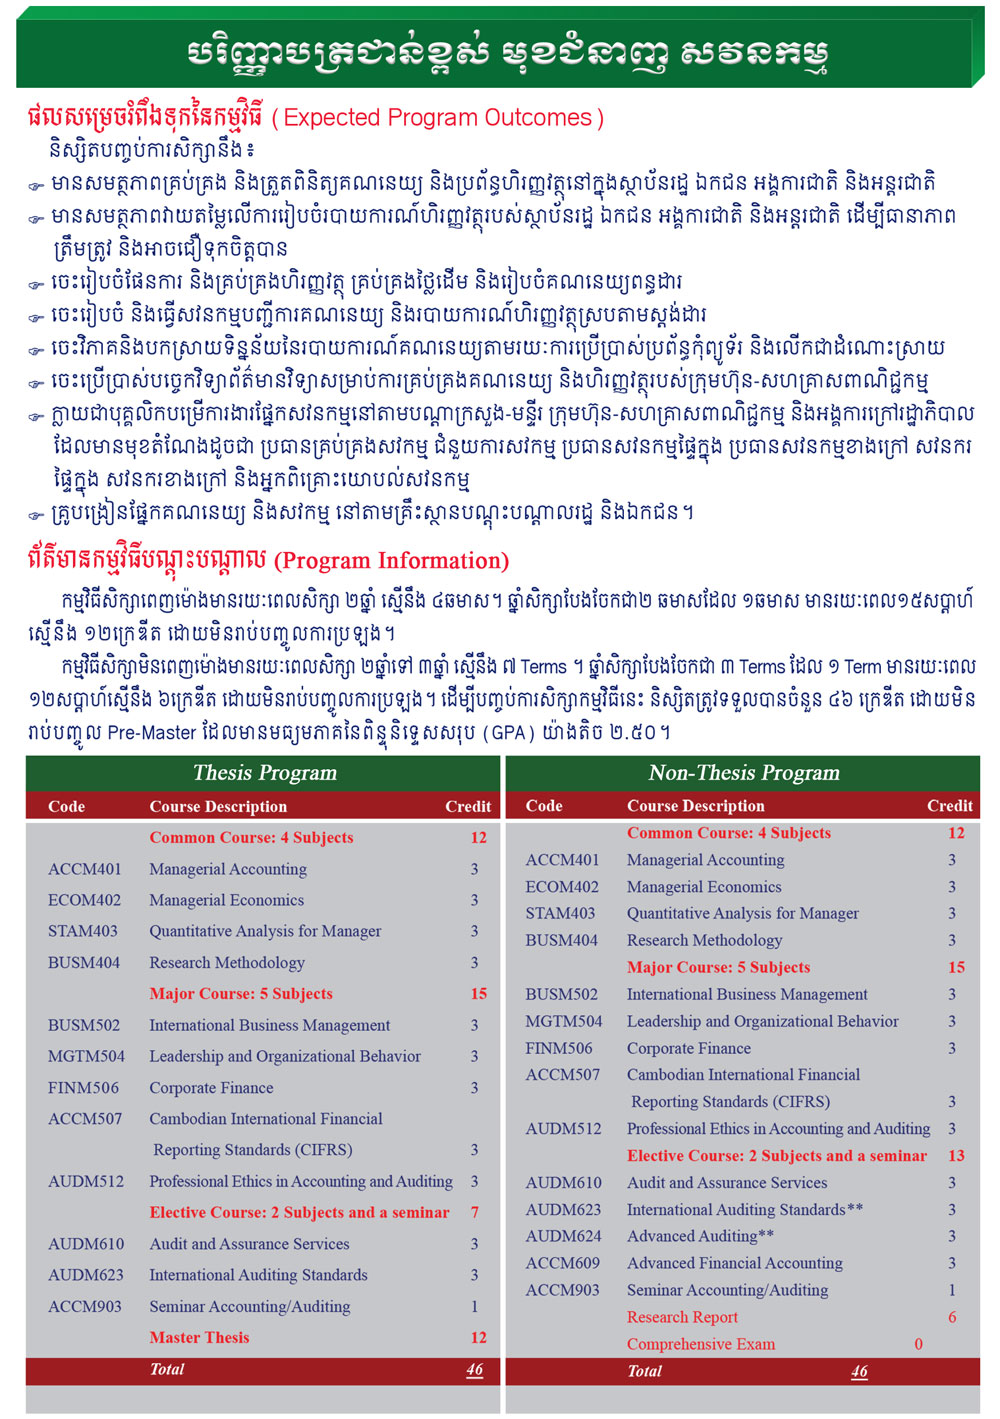 បរិញ្ញាបត្រជាន់ខ្ពស់ មុខជំនាញ សវនកម្ម
ផលសម្រេចរំពឹងទុកនៃកម្មវិធី ( Expected Program Outcomes )
និស្សិតបញ្ចប់ការសិក្សានឹង៖
☞ មានសមត្ថភាពគ្រប់គ្រង និងត្រួតពិនិត្យគណនេយ្យ និងប្រព័ន្ធហិរញ្ញវត្ថុនៅក្នុងស្ថាប័នរដ្ឋ ឯកជន អង្គការជាតិ និងអន្តរជាតិ
☞ មានសមត្ថភាពវាយតម្លៃលើការរៀបចំរបាយការណ៍ហិរញ្ញវត្ថុរបស់ស្ថាប័នរដ្ឋ ឯកជន អង្គការជាតិ និងអន្តរជាតិ ដើម្បីធានាភាព
ត្រឹមត្រូវ និងអាចជឿទុកចិត្តបាន
☞ ចេះរៀបចំផែនការ និងគ្រប់គ្រងហិរញ្ញវត្ថុ គ្រប់គ្រងថ្លៃដើម និងរៀបចំគណនេយ្យពន្ធដារ
☞ ចេះរៀបចំ និងធ្វើសវនកម្មបញ្ជីការគណនេយ្យ និងរបាយការណ៍ហិរញ្ញវត្ថុស្របតាមស្តង់ដារ
☞ ចេះវិភាគនិងបកស្រាយទិន្នន័យនៃរបាយការណ៍គណនេយ្យតាមរយៈការប្រើប្រាស់ប្រព័ន្ធកុំព្យូទ័រ និងលើកជាដំណោះស្រាយ
☞ ចេះប្រើប្រាស់បច្ចេកវិទ្យាព័ត៌មានវិទ្យាសម្រាប់ការគ្រប់គ្រងគណនេយ្យ និងហិរញ្ញវត្ថុរបស់ក្រុមហ៊ុន-សហគ្រាសពាណិជ្ជកម្ម
☞ ក្លាយជាបុគ្គលិកបម្រើការងារផ្នែកសវនកម្មនៅតាមបណ្តាក្រសួង-មន្ទីរ ក្រុមហ៊ុន-សហគ្រាសពាណិជ្ជកម្ម និងអង្គការក្រៅរដ្ឋាភិបាល
ដែលមានមុខតំណែងដូចជា ប្រធានគ្រប់គ្រងសវកម្ម ជំនួយការសវកម្ម ប្រធានសវនកម្មផ្ទៃក្នុង ប្រធានសវនកម្មខាងក្រៅ សវនករ
ផ្ទៃក្នុង សវនករខាងក្រៅ និងអ្នកពិគ្រោះយោបល់សវនកម្ម
☞ គ្រូបង្រៀនផ្នែកគណនេយ្យ និងសវកម្ម នៅតាមគ្រឹះស្ថានបណ្តុះបណ្តាលរដ្ឋ និងឯកជន។
ព័ត៌មានកម្មវិធីបណ្តុះបណ្តាល (Program Information)
កម្មវិធីសិក្សាពេញម៉ោងមានរយៈពេលសិក្សា ២ឆ្នាំ ស្មើនឹង ៤ឆមាស។ ឆ្នាំសិក្សាបែងចែកជា២ ឆមាសដែល ១ឆមាស មានរយៈពេល១៥សប្តាហ៍
ស្មើនឹង ១២ក្រេឌីត ដោយមិនរាប់បញ្ចូលការប្រឡង។
កម្មវិធីសិក្សាមិនពេញម៉ោងមានរយៈពេលសិក្សា ២ឆ្នាំទៅ ៣ឆ្នាំ ស្មើនឹង ៧ Terms ។ ឆ្នាំសិក្សាបែងចែកជា ៣ Terms ដែល ១ Term មានរយៈពេល
១២សប្តាហ៍ស្មើនឹង ៦ក្រេឌីត ដោយមិនរាប់បញ្ចូលការប្រឡង។ ដើម្បីបញ្ចប់ការសិក្សាកម្មវិធីនេះ និស្សិតត្រូវទទួលបានចំនួន ៤៦ ក្រេឌីត ដោយមិន
រាប់បញ្ចូល Pre-Master ដែលមានមធ្យមភាគនៃពិន្ទុនិទ្ទេសសរុប (GPA) យ៉ាងតិច ២.៥០។
Thesis Program
Code Course Description Credit
Common Course: 4 Subjects 12
ACCM401 Managerial Accounting 3
ECOM402 Managerial Economics 3
STAM403 Quantitative Analysis for Manager 3
BUSM404 Research Methodology 3
Major Course: 5 Subjects 15
BUSM502 International Business Management 3
MGTM504 Leadership and Organizational Behavior 3
FINM506 Corporate Finance 3
ACCM507 Cambodian International Financial
Reporting Standards (CIFRS) 3
AUDM512 Professional Ethics in Accounting and Auditing 3
Elective Course: 2 Subjects and a seminar 7
AUDM610 Audit and Assurance Services 3
AUDM623 International Auditing Standards 3
ACCM903 Seminar Accounting/Auditing 1
Master Thesis 12
Total 46
Non-Thesis Program
Code Course Description Credit
Common Course: 4 Subjects 12
ACCM401 Managerial Accounting 3
ECOM402 Managerial Economics 3
STAM403 Quantitative Analysis for Manager 3
BUSM404 Research Methodology 3
Major Course: 5 Subjects 15
BUSM502 International Business Management 3
MGTM504 Leadership and Organizational Behavior 3
FINM506 Corporate Finance 3
ACCM507 Cambodian International Financial
Reporting Standards (CIFRS) 3
AUDM512 Professional Ethics in Accounting and Auditing 3
Elective Course: 2 Subjects and a seminar 13
AUDM610 Audit and Assurance Services 3
AUDM623 International Auditing Standards** 3
AUDM624 Advanced Auditing** 3
ACCM609 Advanced Financial Accounting 3
ACCM903 Seminar Accounting/Auditing 1
Research Report 6
Comprehensive Exam 0
Total 46